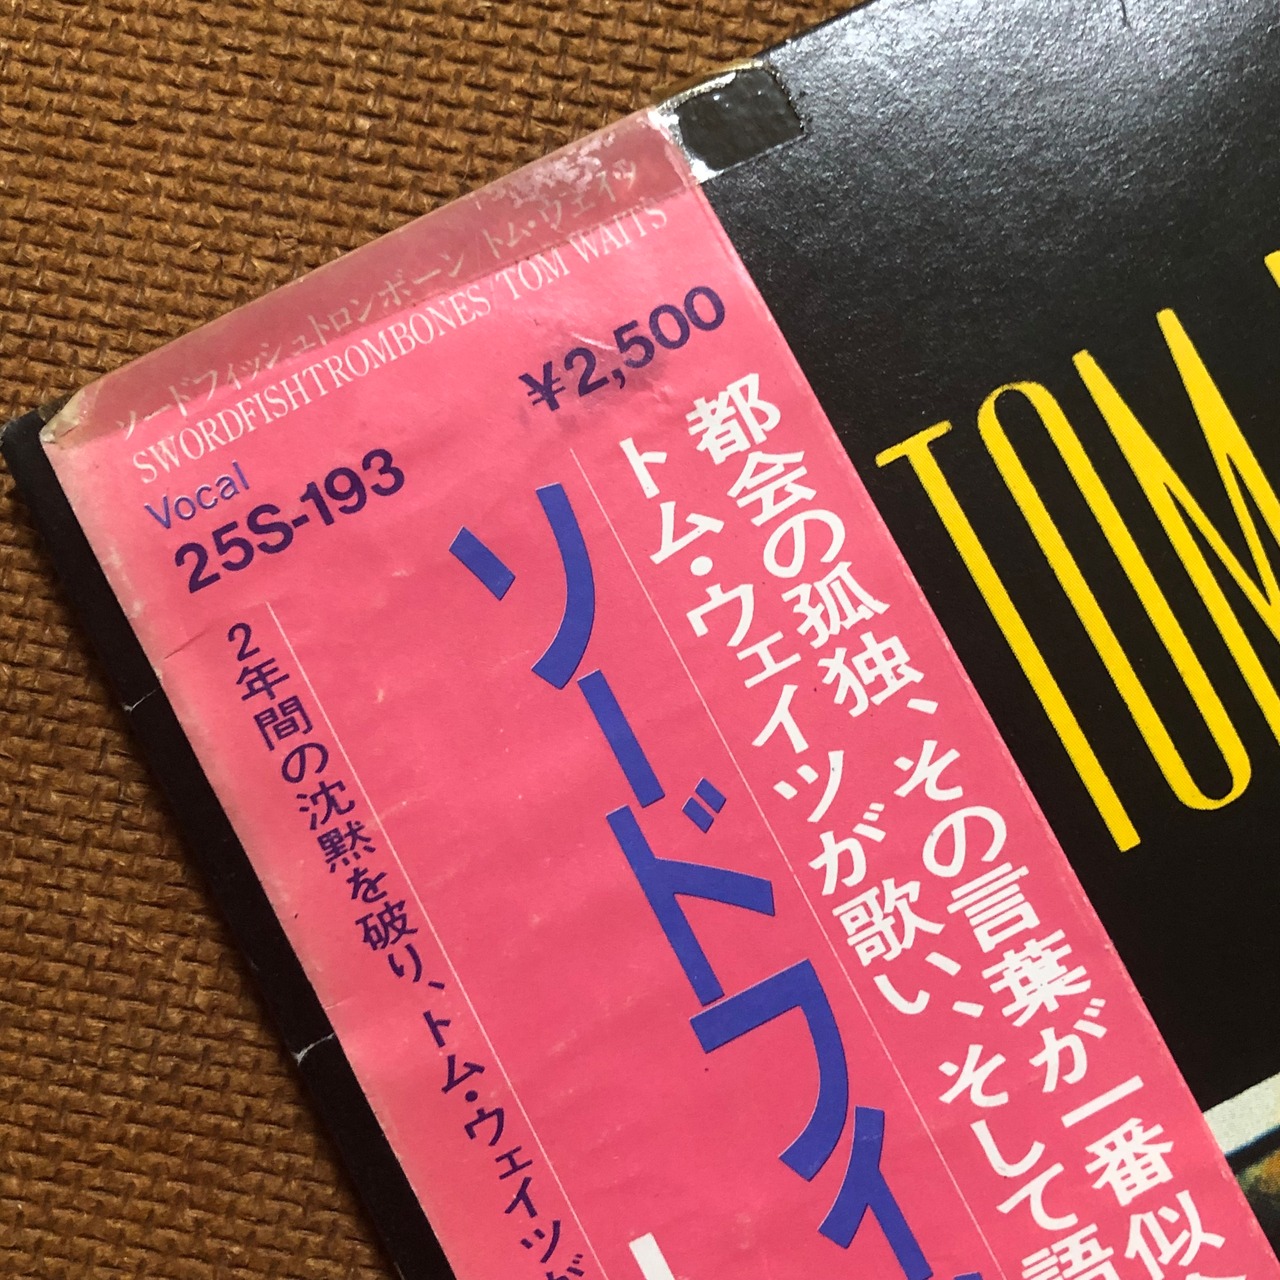 ソードフィッシュトロンボーン/トム・ウェイツ
SWORDFISHTROMBONES/TOM WAITS
¥2,500
Vocal
25S-193
都会の孤独、その言葉が一番似
トム・ウェイツが歌い、そして語
ソードフィ
2年間の沈黙を破り、トム・ウェイツが
TOM